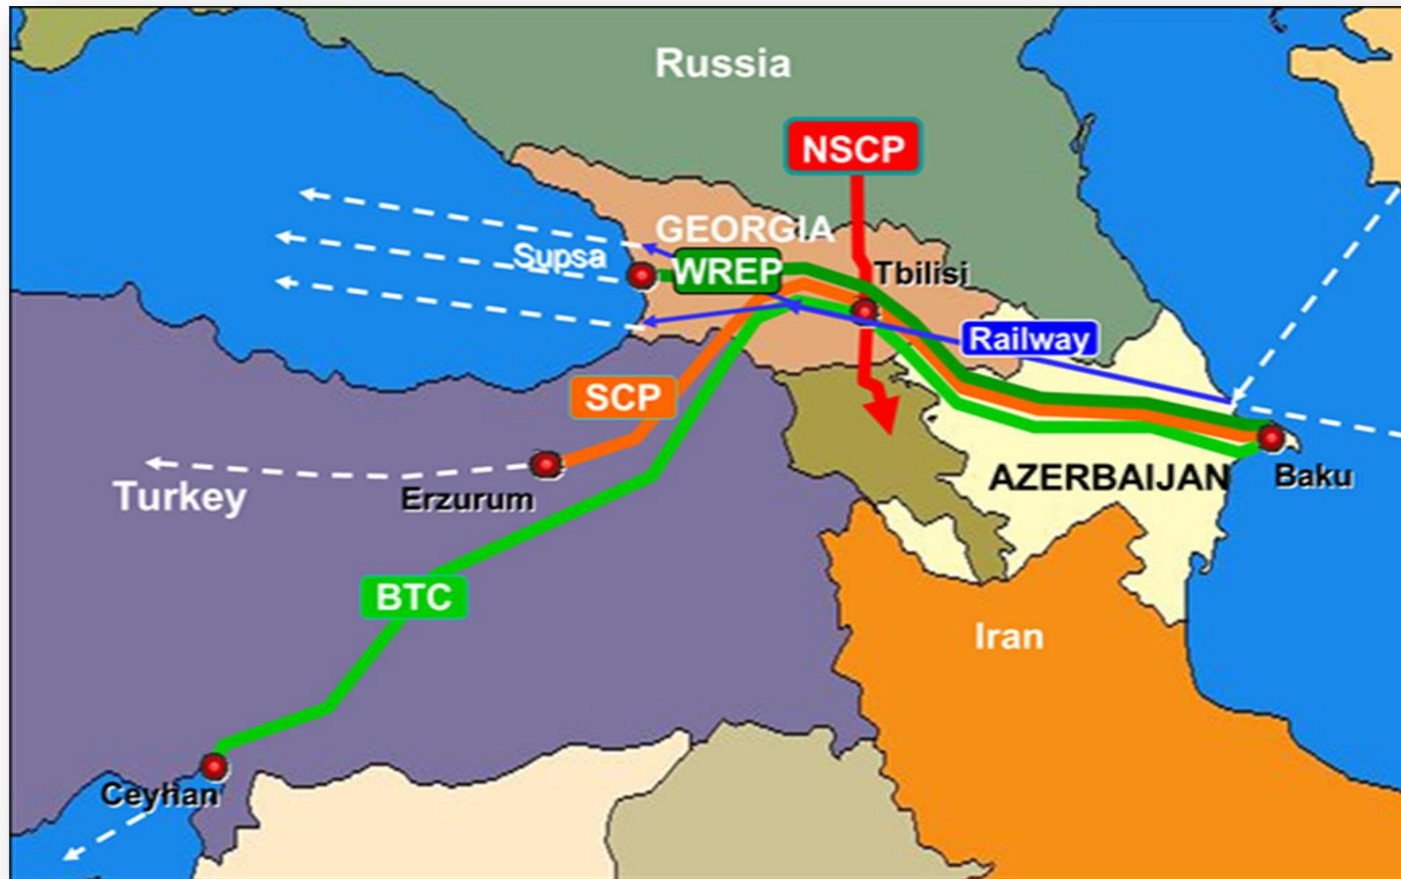 Russia
NSCP
GEORGIA
Supsa
WREP
Tbilisi
Railway
SCP
AZERBAIJAN
Baku
Turkey
Erzurum
BTC
Iran
Ceyhan